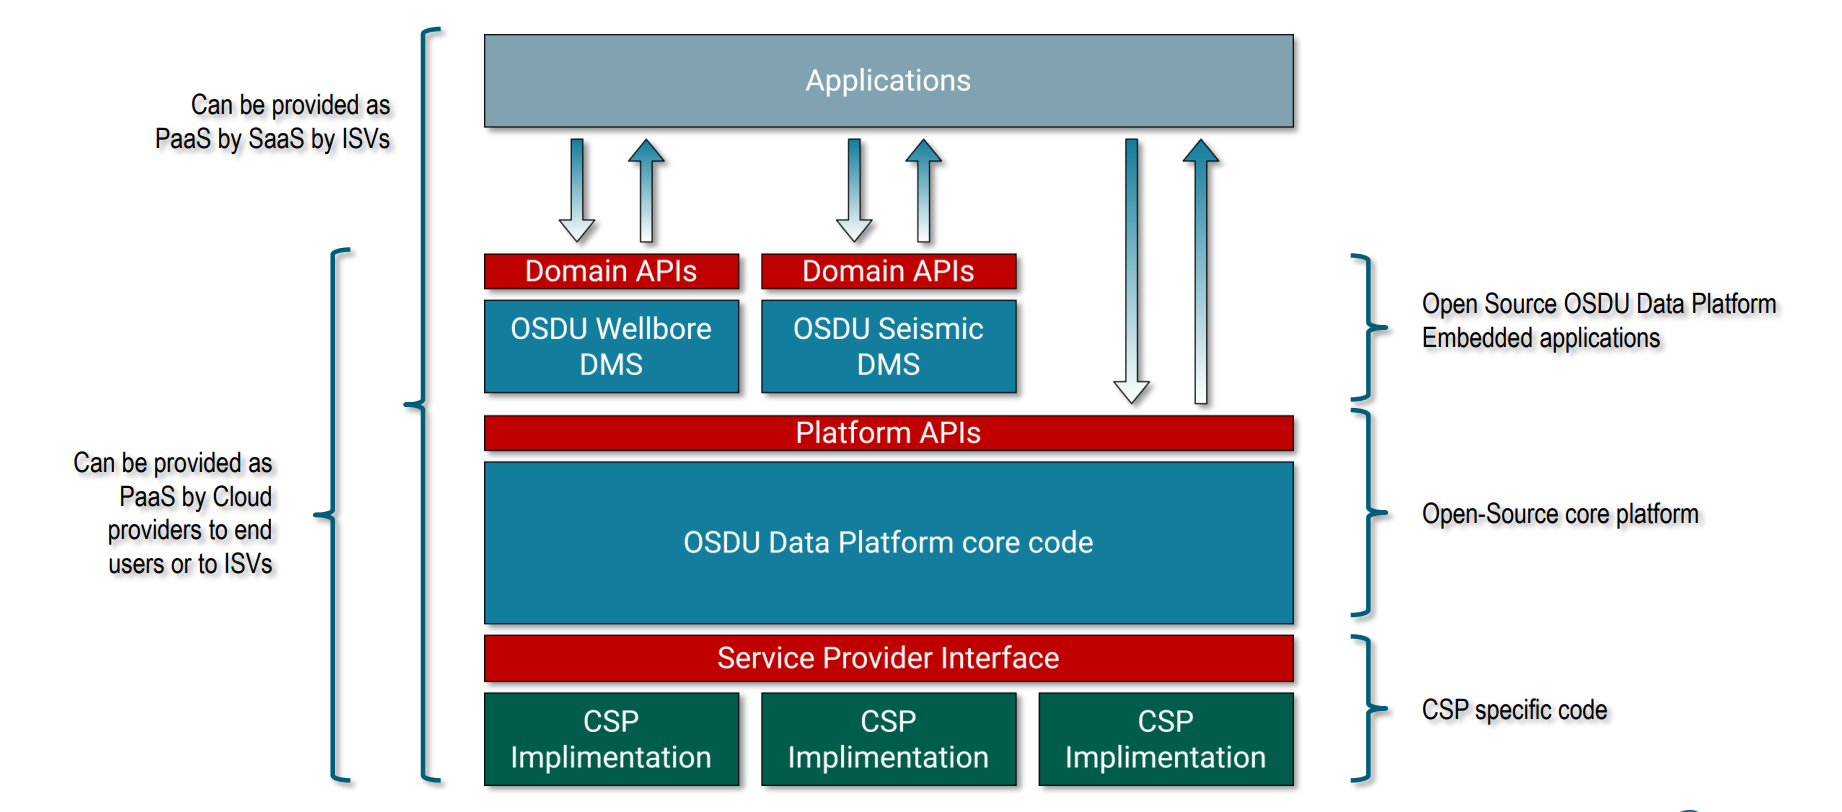 Applications
Can be provided as
PaaS by SaaS by ISVs
Domain APIs
Domain APIs
OSDU Wellbore
DMS
OSDU Seismic
DMS
Open Source OSDU Data Platform
Embedded applications
Platform APIs
Can be provided as
PaaS by Cloud
providers to end
users or to ISVs
OSDU Data Platform core code
Open-Source core platform
Service Provider Interface
CSP
Implimentation
CSP
Implimentation
CSP
Implimentation
CSP specific code